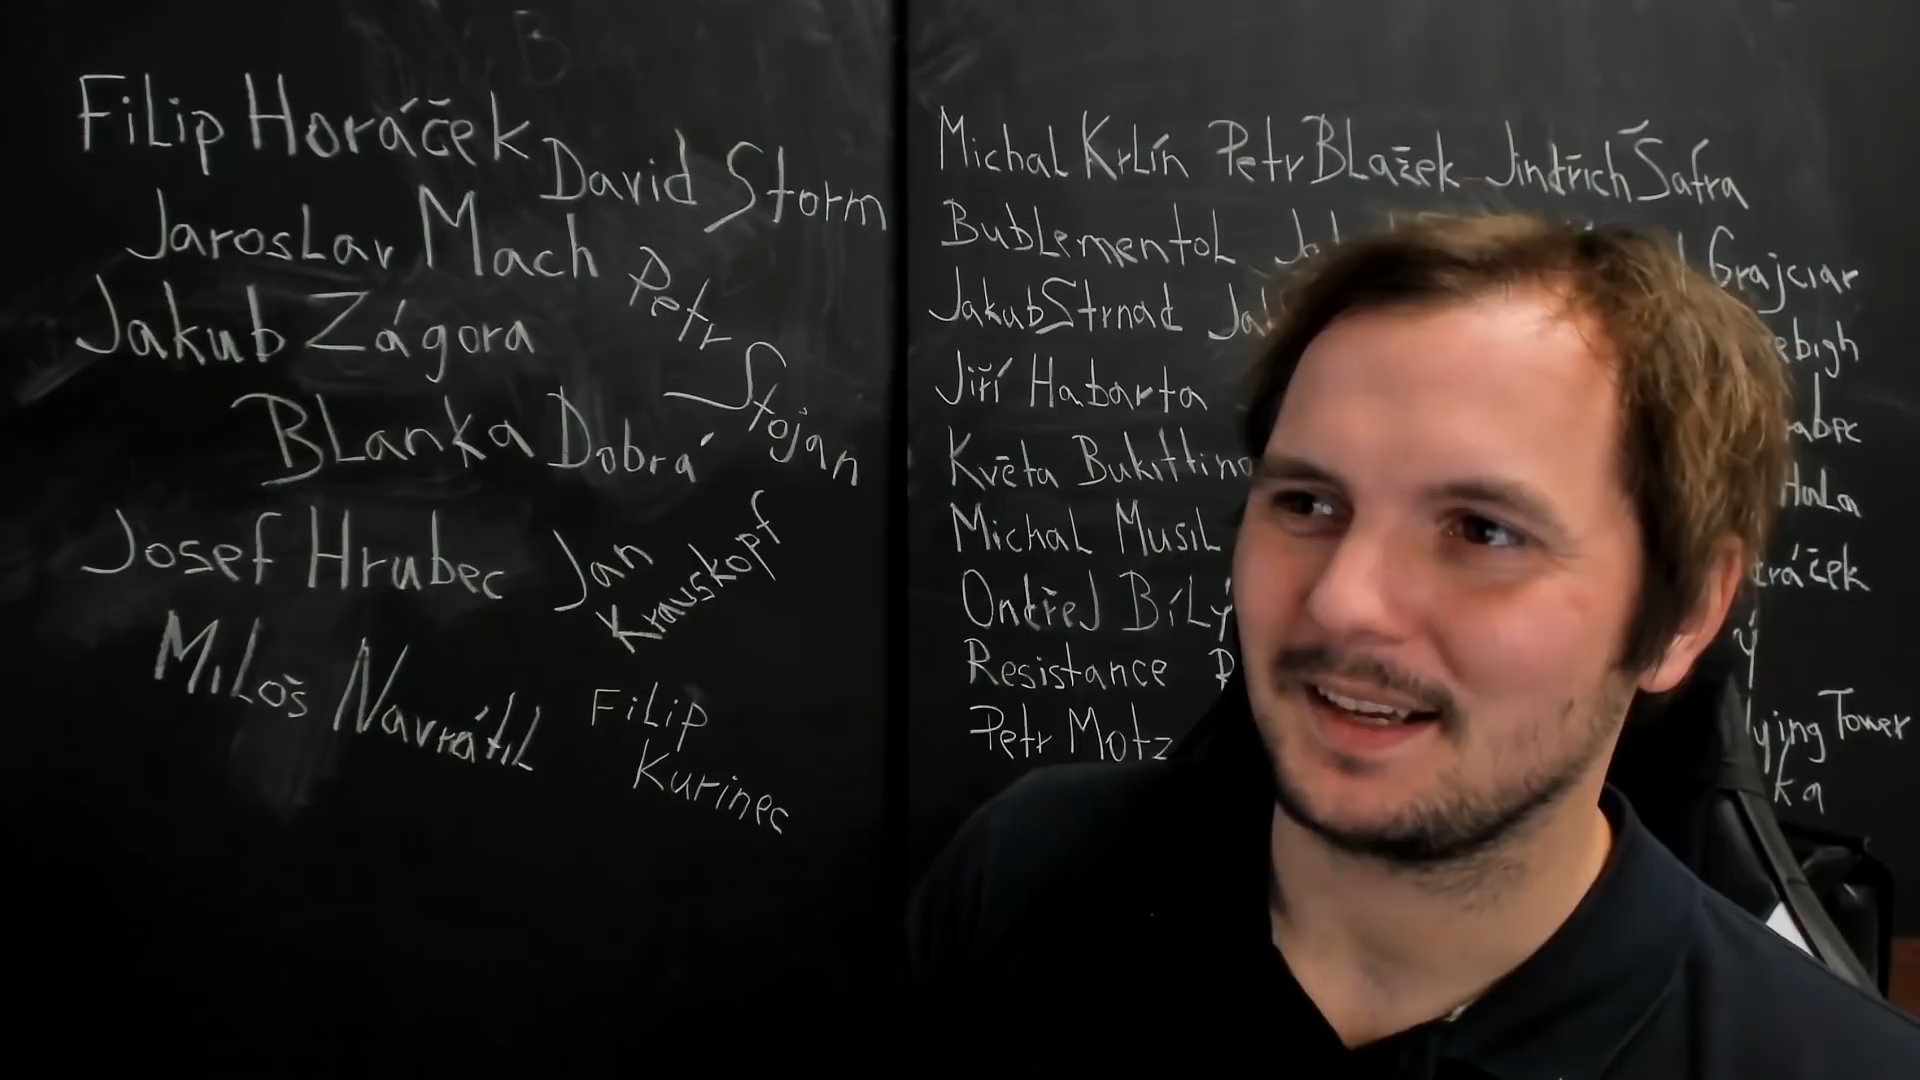 B
Filip Horáček
David Storm
Jaroslav Mach
Petr Stojan
Jakub Zágora
Blanka Dobrá
Josef Hrubec
Jan Krauskopf
Miloš Navrátil
Filip Kurinec
Michal Krlín Petr Blažek Jindřich Šafra
Bublementol Grajciar
Jakub Strnad
Jiří Habarta
Květa
Michal Musil Hula
Ondřej Bílý
Resistance
Petr Motz Tower